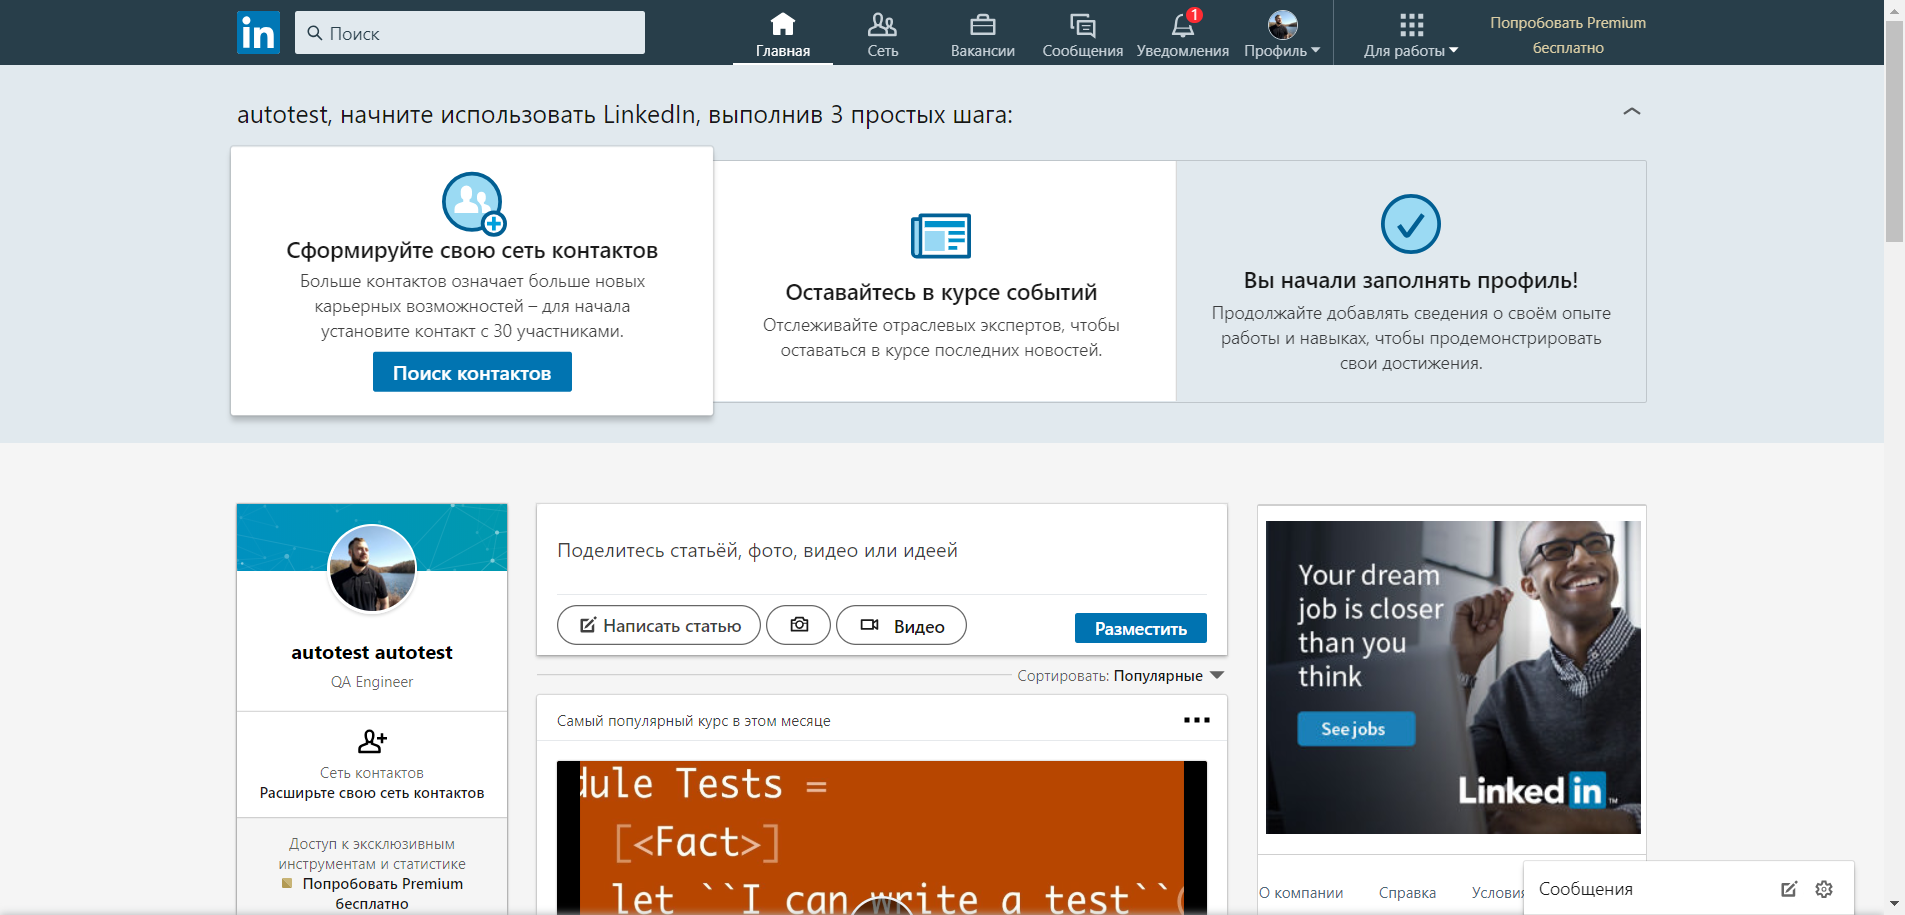 in
Поиск
Главная
Сеть
Вакансии
Сообщения
1
Уведомления
Профиль
Для работы
Попробовать Premium
бесплатно
autotest, начните использовать LinkedIn, выполнив 3 простых шага:
Сформируйте свою сеть контактов
Больше контактов означает больше новых
карьерных возможностей – для начала
установите контакт с 30 участниками.
Поиск контактов
Оставайтесь в курсе событий
Отслеживайте отраслевых экспертов, чтобы
оставаться в курсе последних новостей.
Вы начали заполнять профиль!
Продолжайте добавлять сведения о своём опыте
работы и навыках, чтобы продемонстрировать
свои достижения.
autotest autotest
QA Engineer
Сеть контактов
Расширьте свою сеть контактов
Доступ к эксклюзивным
инструментам и статистике
Попробовать Premium
бесплатно
Поделитесь статьёй, фото, видео или идеей
Написать статью
Видео
Разместить
Сортировать: Популярные
Самый популярный курс в этом месяце
dule Tests =
[<Fact>]
let ``I can write a test``(
Your dream
job is closer
than you
think
See jobs
Linked in ™
О компании
Справка
Условия
Сообщения